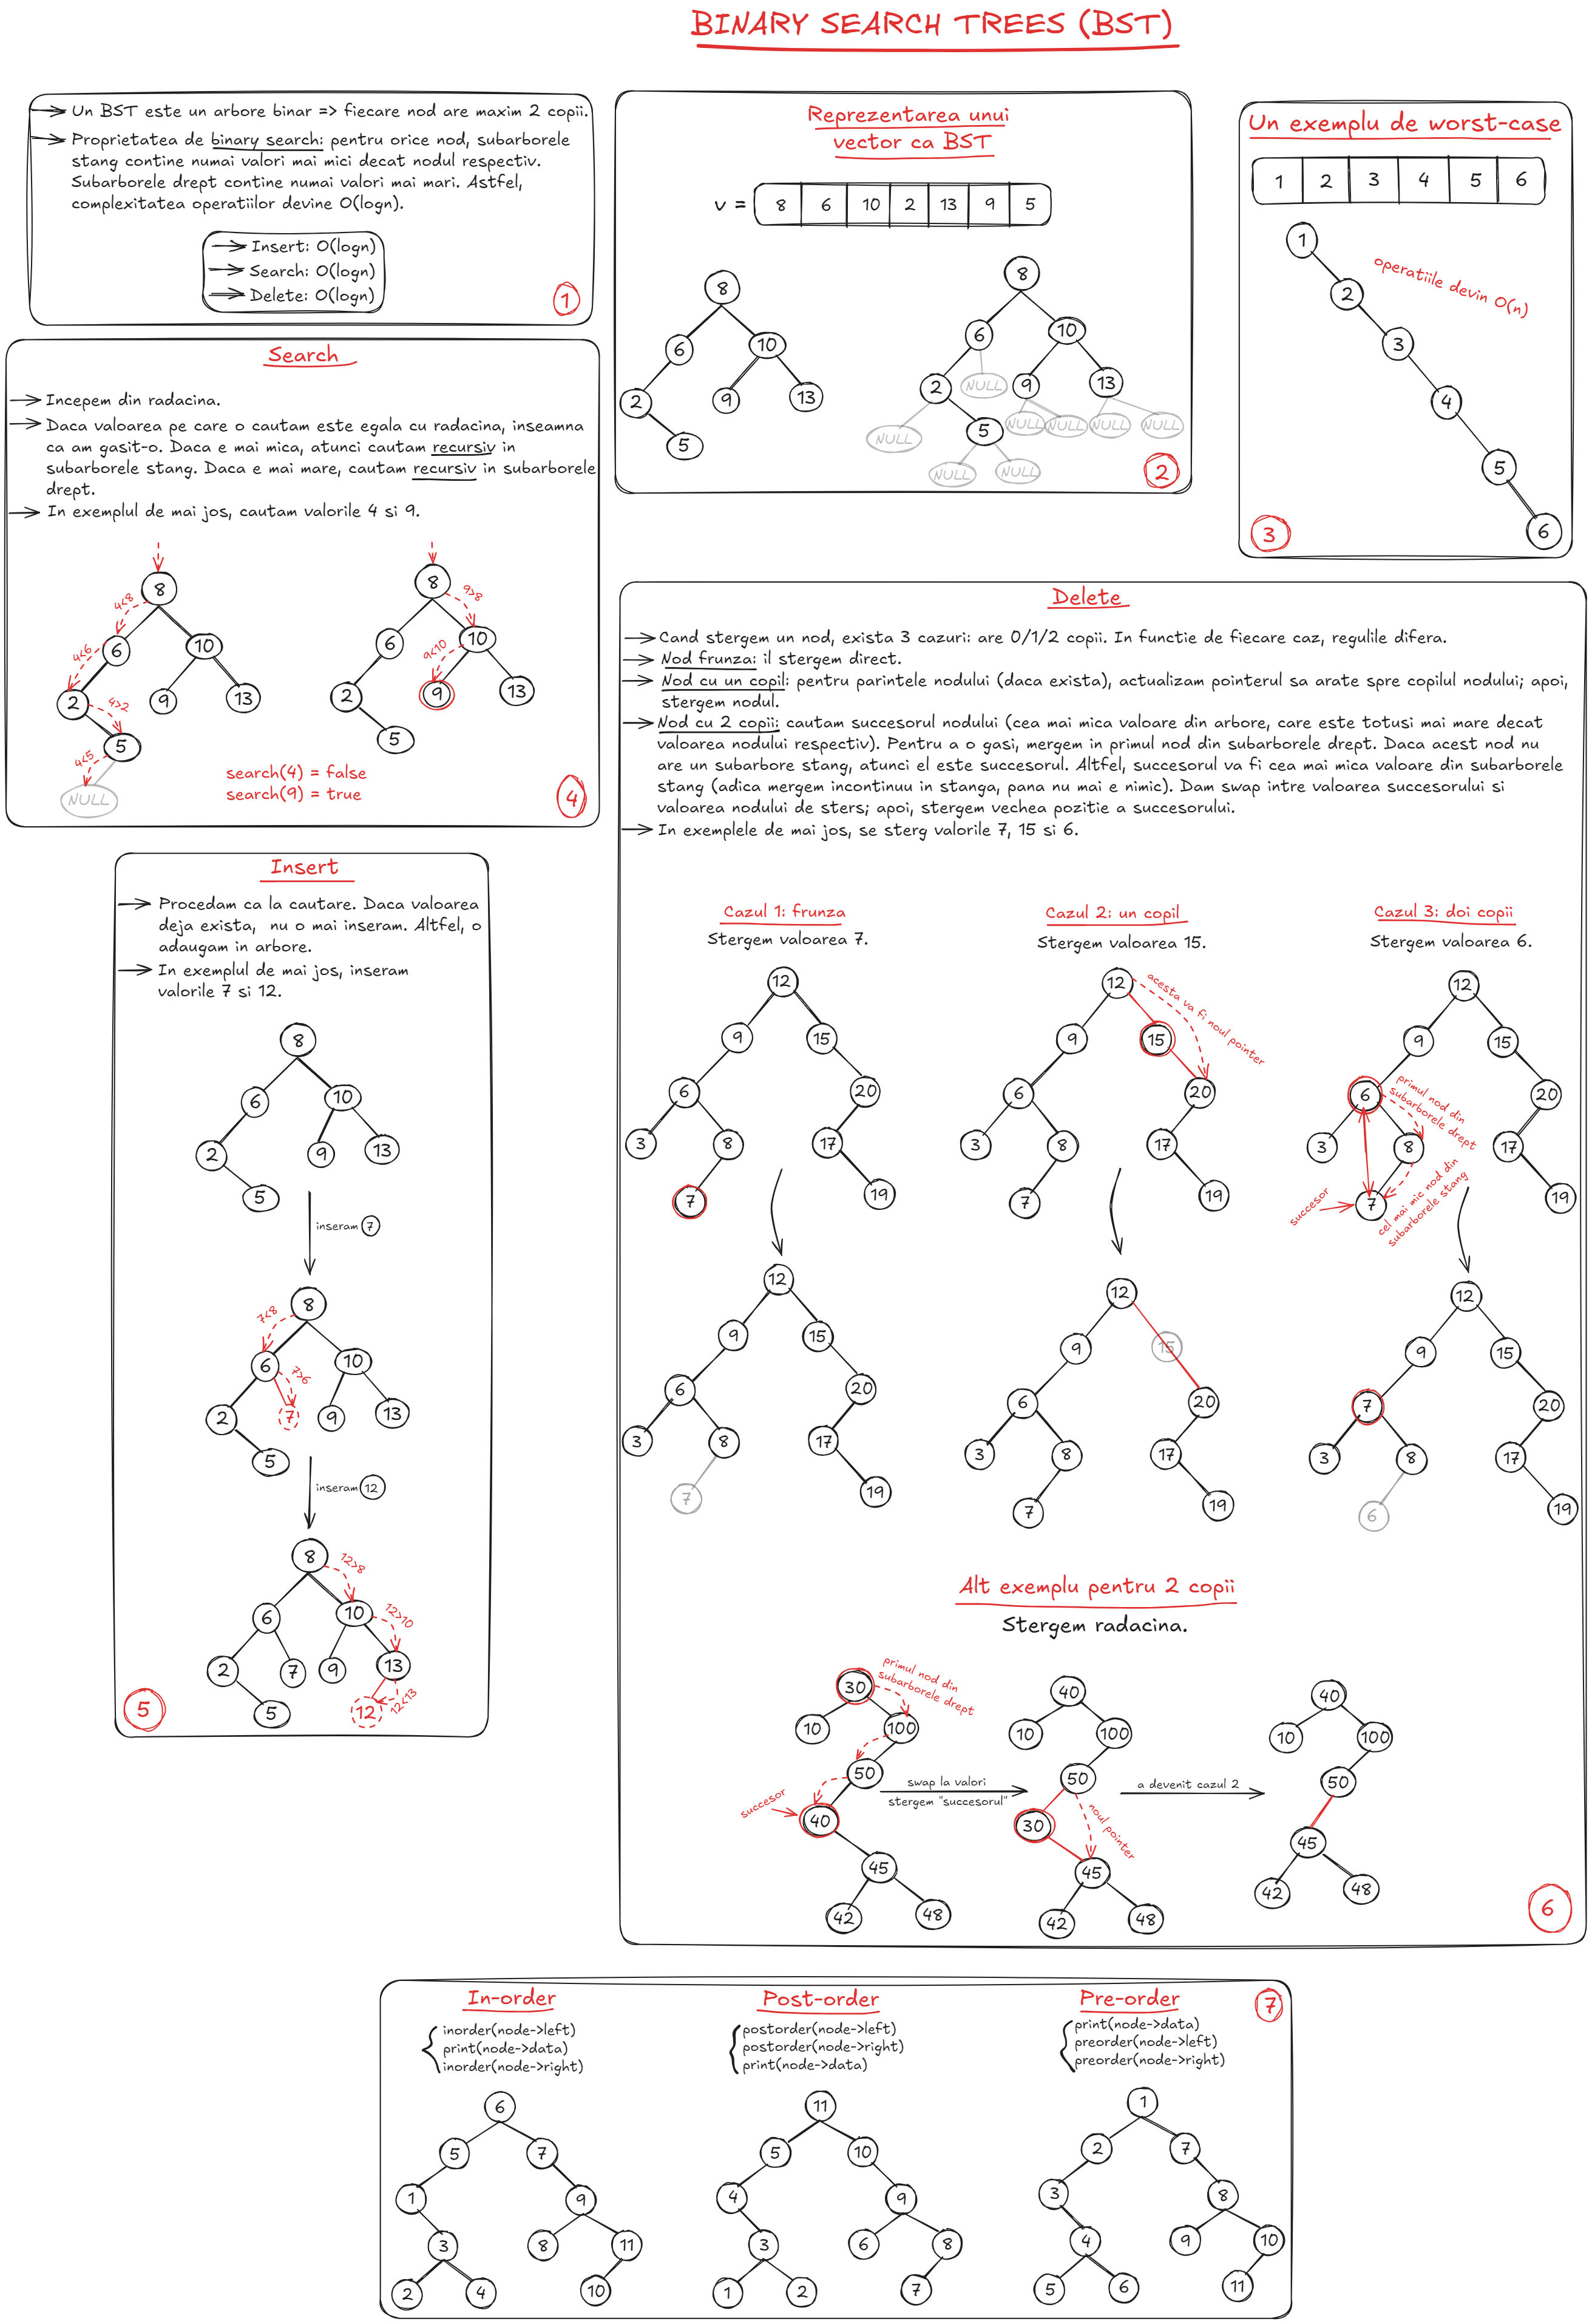 BINARY SEARCH TREES (BST)
Un BST este un arbore binar => fiecare nod are maxim 2 copii.
Proprietatea de binary search: pentru orice nod, subarborele
stang contine numai valori mai mici decat nodul respectiv.
Subarborele drept contine numai valori mai mari. Astfel,
complexitatea operatiilor devine O(logn).
Insert: O(logn)
Search: O(logn)
Delete: O(logn)
1
Reprezentarea unui
vector ca BST
v = 8 6 10 2 13 9 5
8
6 10
2 9 13
5
8
6 10
2 NULL 9 13
NULL 5 NULL NULL NULL NULL
NULL NULL
2
Un exemplu de worst-case
1 2 3 4 5 6
1
2
3
4
5
6
operatiile devin O(n)
3
Search
Incepem din radacina.
Daca valoarea pe care o cautam este egala cu radacina, inseamna
ca am gasit-o. Daca e mai mica, atunci cautam recursiv in
subarborele stang. Daca e mai mare, cautam recursiv in subarborele
drept.
In exemplul de mai jos, cautam valorile 4 si 9.
8
4<8
6 10
4<6
2 9 13
4>2
5
4<5
NULL
8
9>8
6 10
9<10
2 9 13
5
search(4) = false
search(9) = true
4
Insert
Procedam ca la cautare. Daca valoarea
deja exista, nu o mai inseram. Altfel, o
adaugam in arbore.
In exemplul de mai jos, inseram
valorile 7 si 12.
8
6 10
2 9 13
5
inseram 7
8
7<8
6 10
7>6
2 7 9 13
5
inseram 12
8
12>8
6 10
12>10
2 7 9 13
5 12
12<13
5
Delete
Cand stergem un nod, exista 3 cazuri: are 0/1/2 copii. In functie de fiecare caz, regulile difera.
Nod frunza: il stergem direct.
Nod cu un copil: pentru parintele nodului (daca exista), actualizam pointerul sa arate spre copilul nodului; apoi,
stergem nodul.
Nod cu 2 copii: cautam succesorul nodului (cea mai mica valoare din arbore, care este totusi mai mare decat
valoarea nodului respectiv). Pentru a o gasi, mergem in primul nod din subarborele drept. Daca acest nod nu
are un subarbore stang, atunci el este succesorul. Altfel, succesorul va fi cea mai mica valoare din subarborele
stang (adica mergem incontinuu in stanga, pana nu mai e nimic). Dam swap intre valoarea succesorului si
valoarea nodului de sters; apoi, stergem vechea pozitie a succesorului.
In exemplele de mai jos, se sterg valorile 7, 15 si 6.
Cazul 1: frunza
Stergem valoarea 7.
12
9 15
6 20
3 8 17
7 19
12
9 15
6 20
3 8 17
7 19
Cazul 2: un copil
Stergem valoarea 15.
12
acesta va fi noul pointer
9 15
6 20
3 8 17
7 19
12
9 15
6 20
3 8 17
7 19
Cazul 3: doi copii
Stergem valoarea 6.
12
9 15
6 20
primul nod din
subarborele drept
3 8 17
7 19
succesor
cel mai mic nod din
subarborele stang
12
9 15
7 20
3 8 17
6 19
Alt exemplu pentru 2 copii
Stergem radacina.
30
primul nod din
subarborele drept
10 100
50
succesor
40
45
42 48
swap la valori
stergem "succesorul"
40
10 100
50
30
noul pointer
45
42 48
a devenit cazul 2
40
10 100
50
45
42 48
6
In-order
inorder(node->left)
print(node->data)
inorder(node->right)
6
5 7
1 9
3 8 11
2 4 10
Post-order
postorder(node->left)
postorder(node->right)
print(node->data)
11
5 10
4 9
3 6 8
1 2 7
Pre-order
print(node->data)
preorder(node->left)
preorder(node->right)
1
2 7
3 8
4 9 10
5 6 11
7